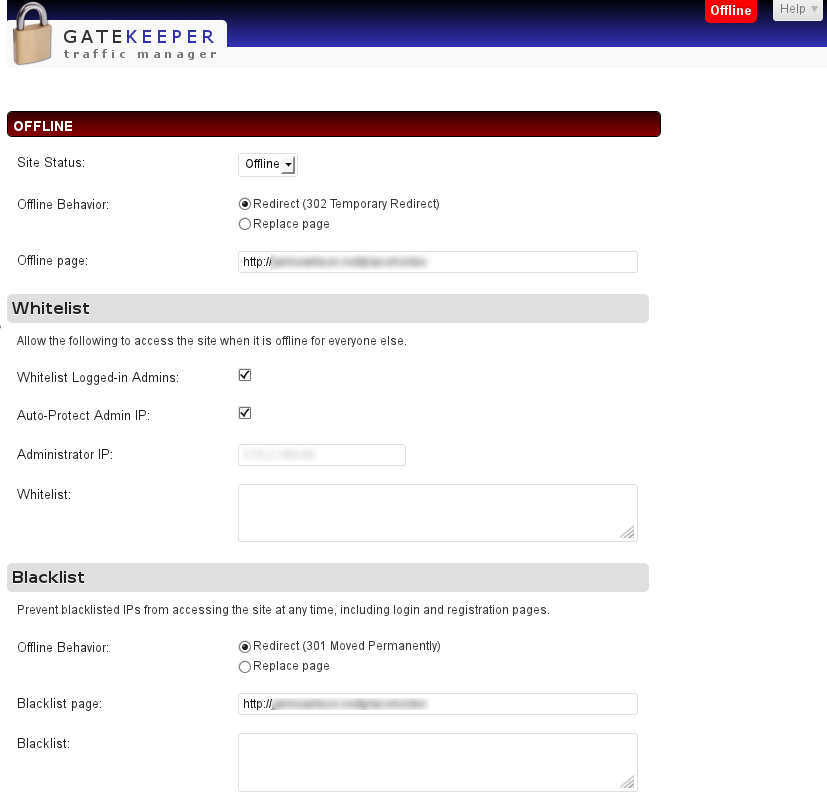 Offline
Help
GATEKEEPER
traffic manager
OFFLINE
Site Status:
Offline
Offline Behavior:
Redirect (302 Temporary Redirect)
Replace page
Offline page:
http://
Whitelist
Allow the following to access the site when it is offline for everyone else.
Whitelist Logged-in Admins:
Auto-Protect Admin IP:
Administrator IP:
Whitelist:
Blacklist
Prevent blacklisted IPs from accessing the site at any time, including login and registration pages.
Offline Behavior:
Redirect (301 Moved Permanently)
Replace page
Blacklist page:
http://
Blacklist: